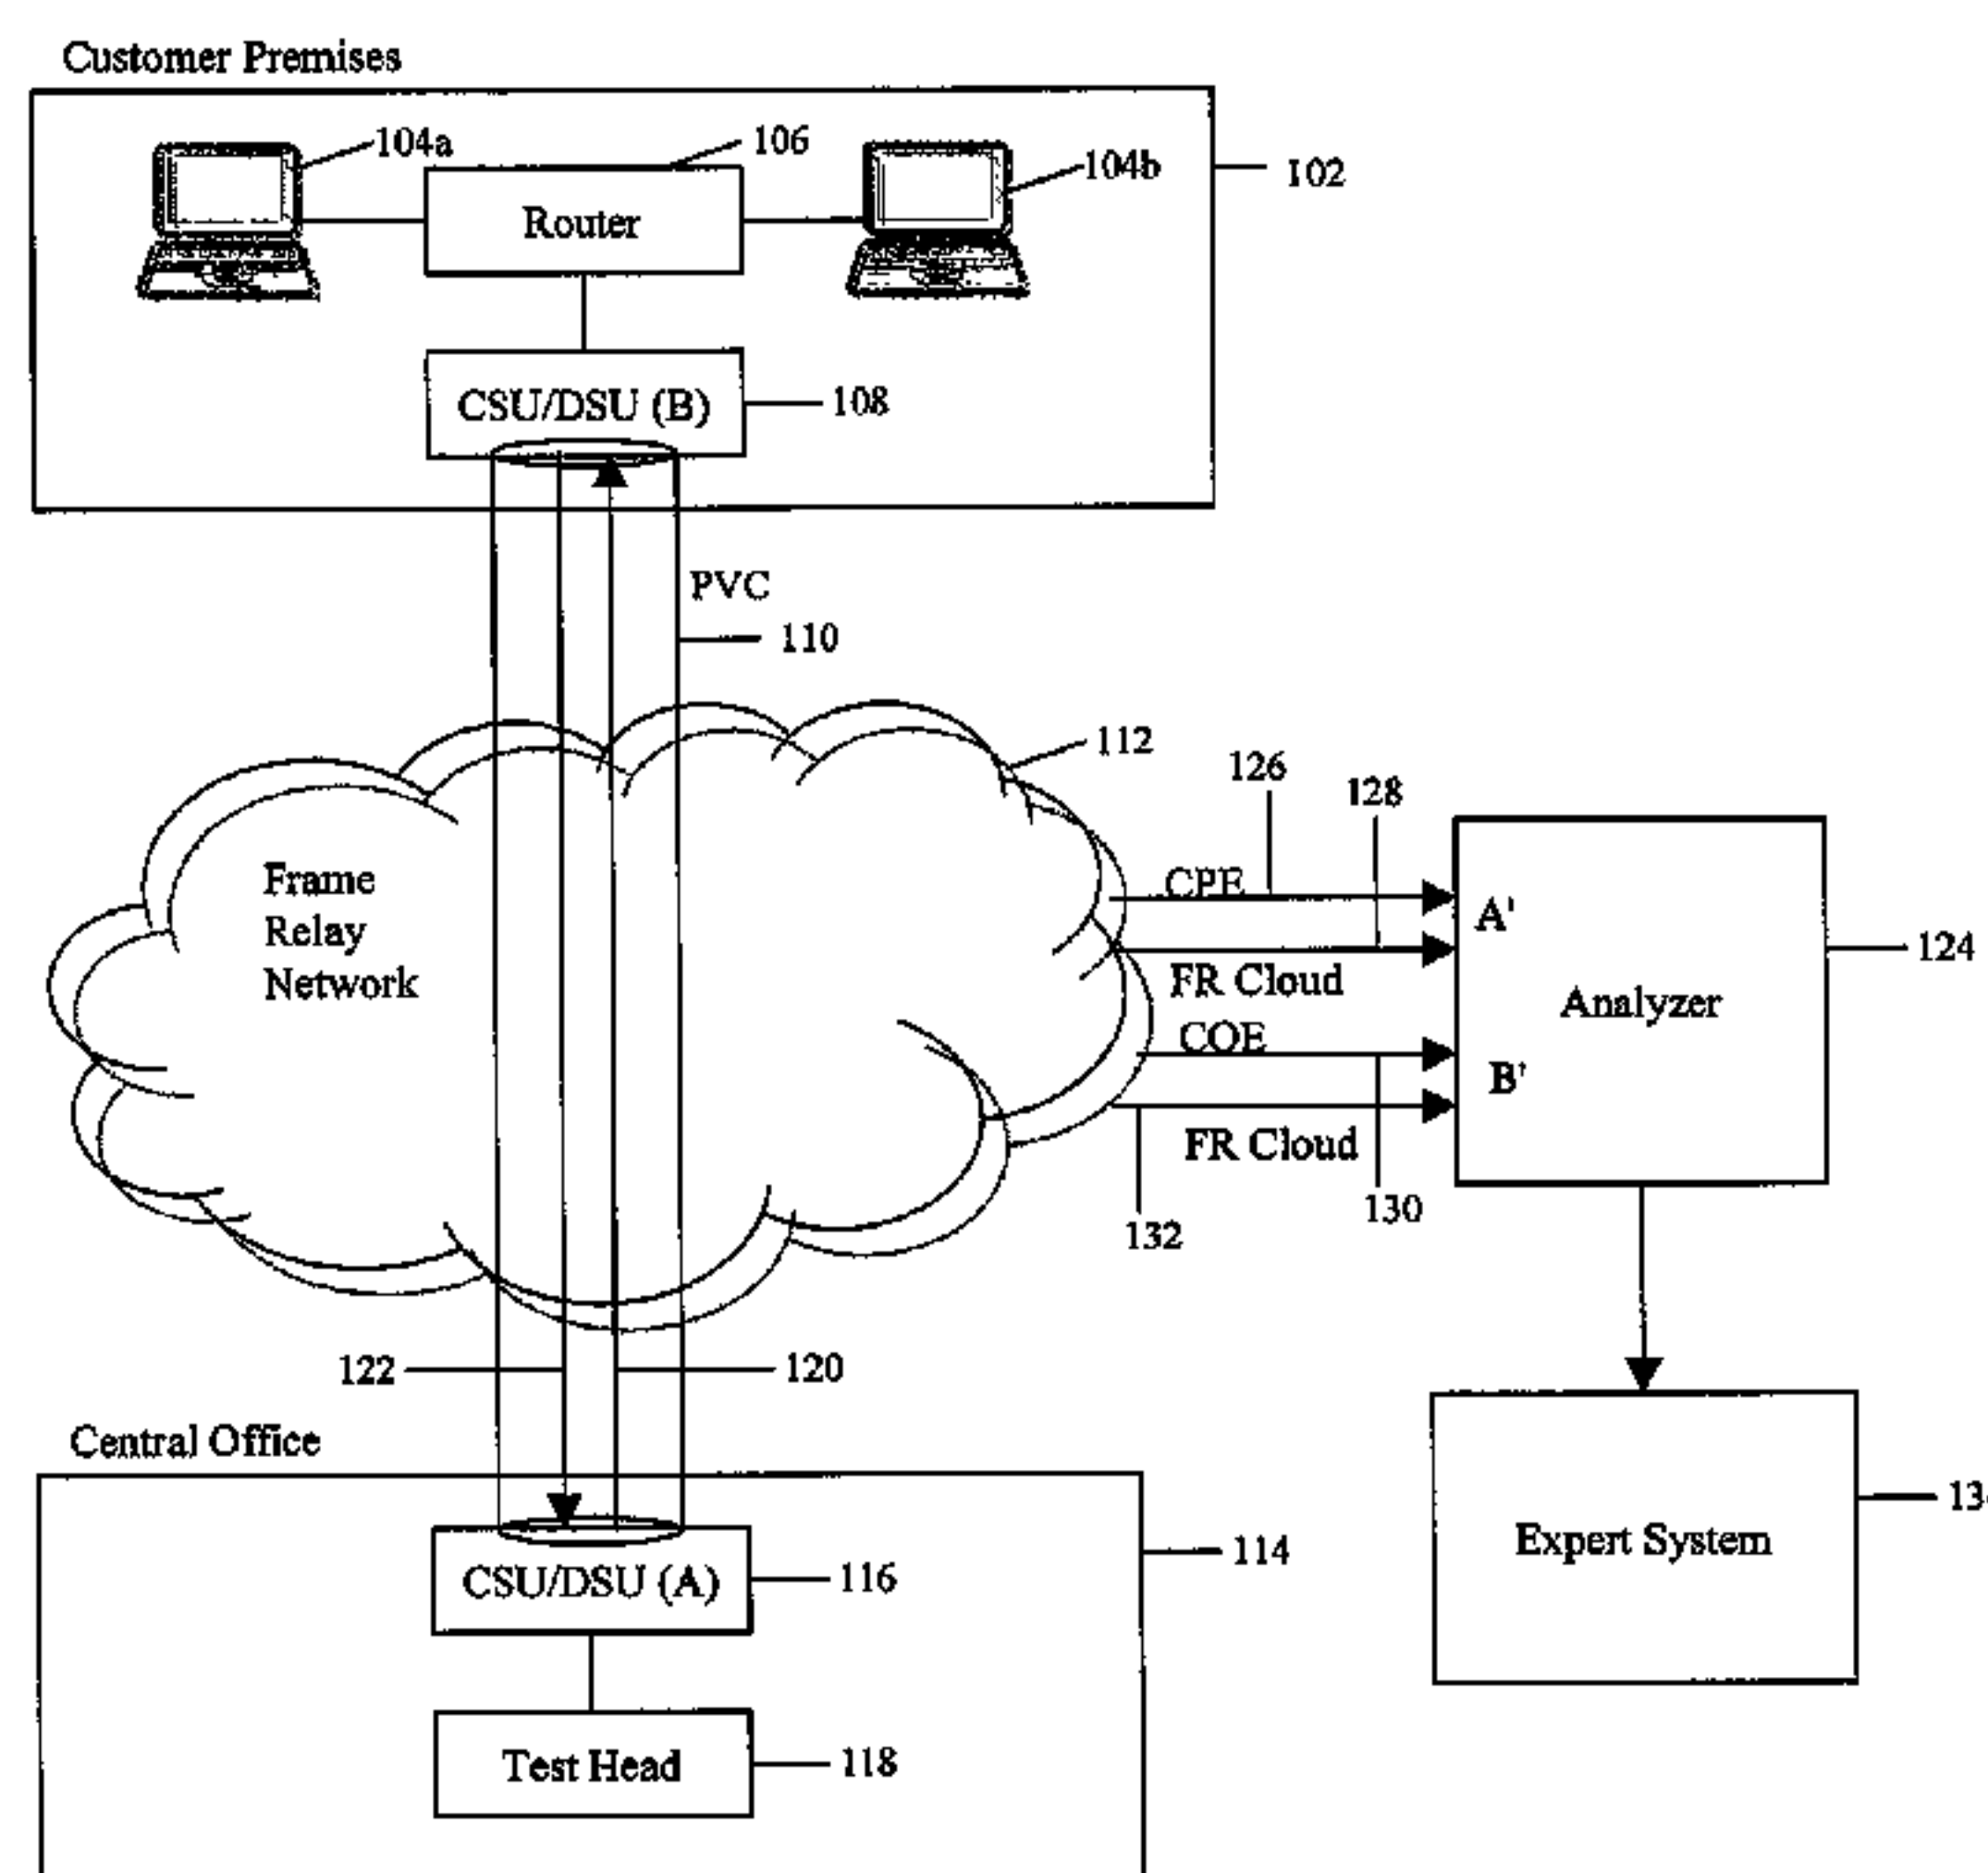 Customer Premises
104a
106
104b
102
Router
CSU/DSU (B)
108
PVC
110
112
126
128
Frame
Relay
Network
CPE
A'
FR Cloud
124
Analyzer
COE
B'
FR Cloud
130
132
122
120
Central Office
Expert System
114
CSU/DSU (A)
116
Test Head
118